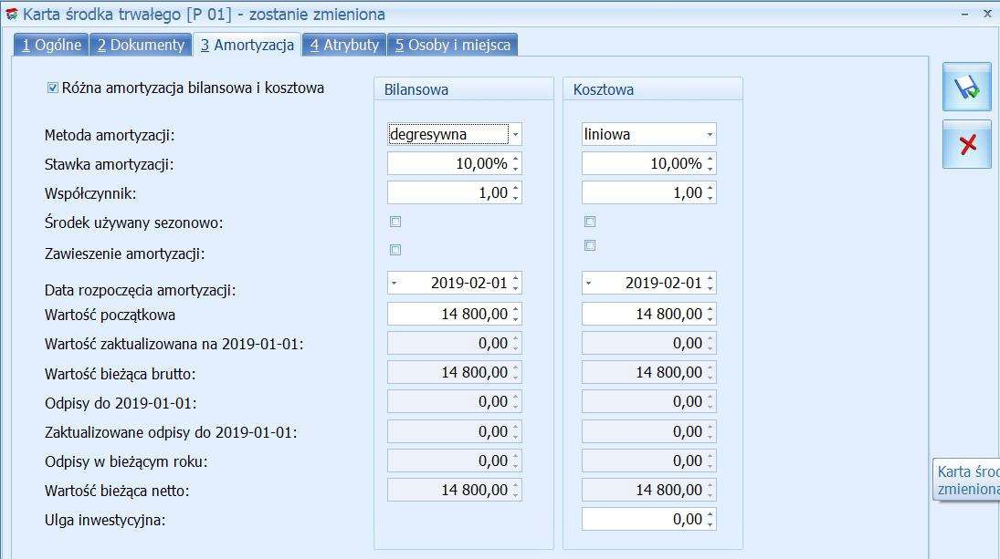 Karta środka trwałego [P 01] - zostanie zmieniona
1 Ogólne 2 Dokumenty 3 Amortyzacja 4 Atrybuty 5 Osoby i miejsca
Różna amortyzacja bilansowa i kosztowa Bilansowa Kosztowa
Metoda amortyzacji: degresywna liniowa
Stawka amortyzacji: 10,00% 10,00%
Współczynnik: 1,00 1,00
Środek używany sezonowo:
Zawieszenie amortyzacji:
Data rozpoczęcia amortyzacji: 2019-02-01 2019-02-01
Wartość początkowa 14 800,00 14 800,00
Wartość zaktualizowana na 2019-01-01: 0,00 0,00
Wartość bieżąca brutto: 14 800,00 14 800,00
Odpisy do 2019-01-01: 0,00 0,00
Zaktualizowane odpisy do 2019-01-01: 0,00 0,00
Odpisy w bieżącym roku: 0,00 0,00
Wartość bieżąca netto: 14 800,00 14 800,00
Ulga inwestycyjna: 0,00
Karta środ
zmieniona